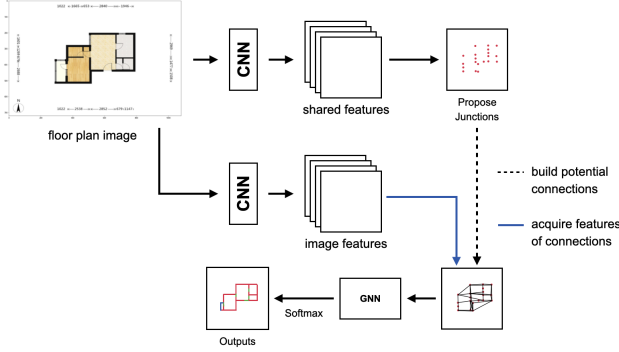 CNN
shared features
Propose
Junctions
floor plan image
CNN
image features
build potential
connections
acquire features
of connections
GNN
Softmax
Outputs